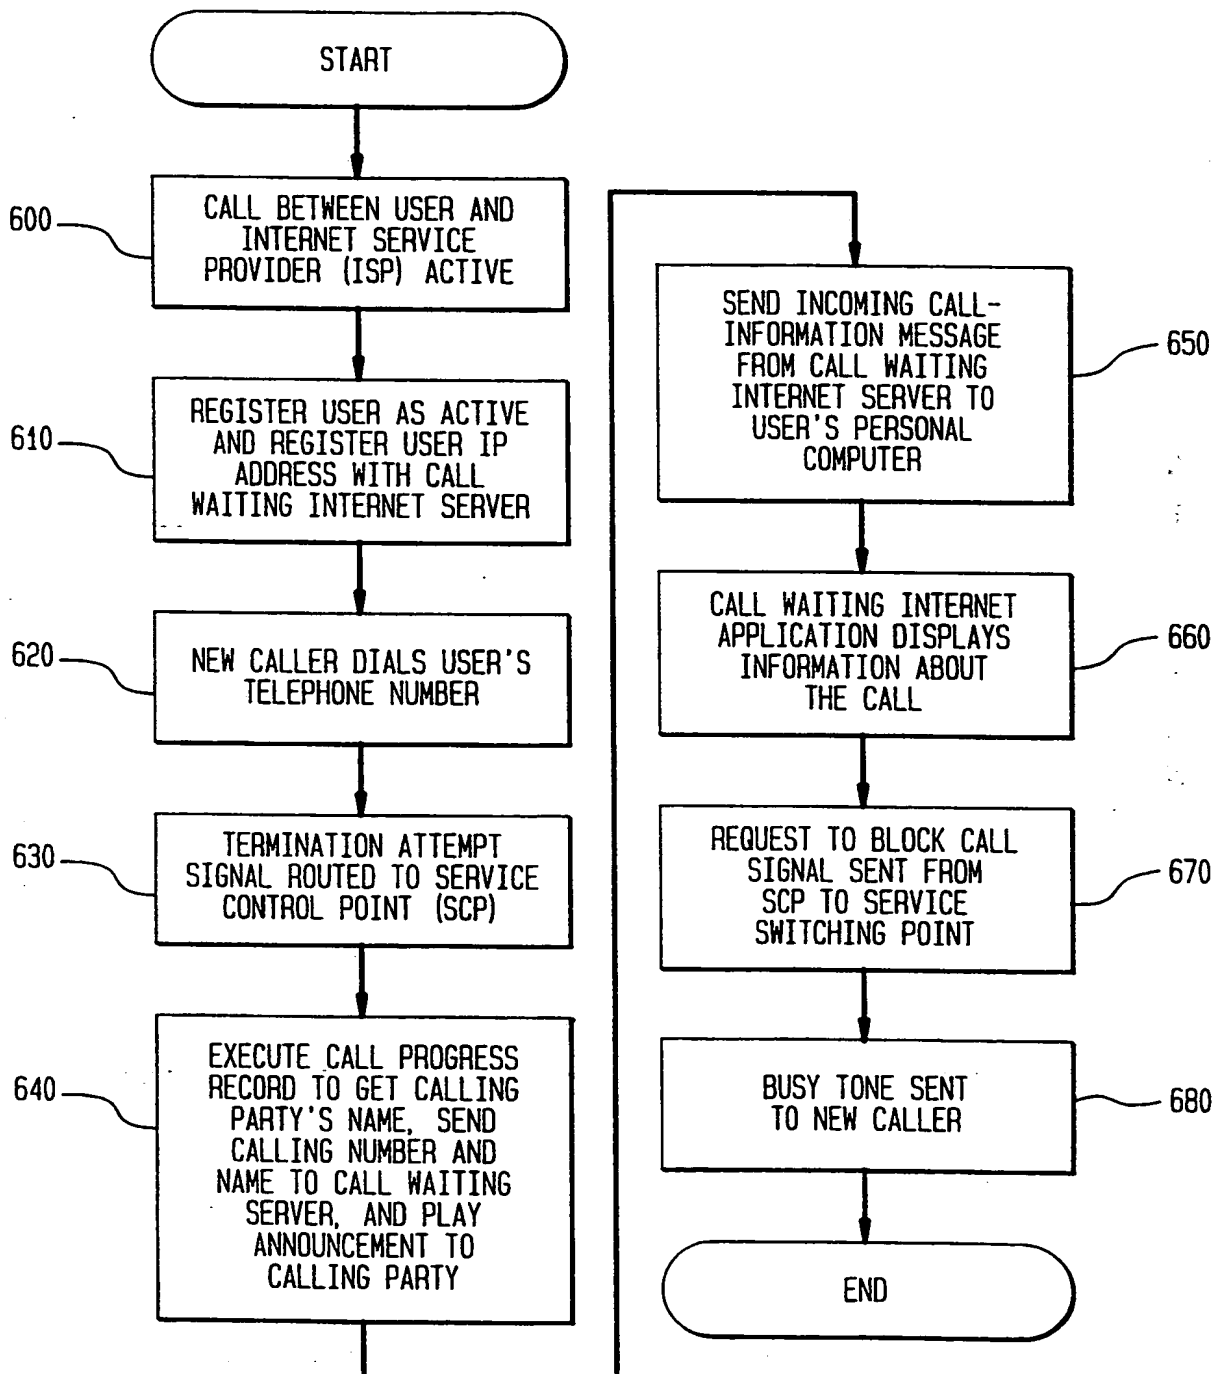 START
600
CALL BETWEEN USER AND
INTERNET SERVICE
PROVIDER (ISP) ACTIVE
610
REGISTER USER AS ACTIVE
AND REGISTER USER IP
ADDRESS WITH CALL
WAITING INTERNET SERVER
620
NEW CALLER DIALS USER'S
TELEPHONE NUMBER
630
TERMINATION ATTEMPT
SIGNAL ROUTED TO SERVICE
CONTROL POINT (SCP)
640
EXECUTE CALL PROGRESS
RECORD TO GET CALLING
PARTY'S NAME, SEND
CALLING NUMBER AND
NAME TO CALL WAITING
SERVER, AND PLAY
ANNOUNCEMENT TO
CALLING PARTY
SEND INCOMING CALL-
INFORMATION MESSAGE
FROM CALL WAITING
INTERNET SERVER TO
USER'S PERSONAL
COMPUTER
650
CALL WAITING INTERNET
APPLICATION DISPLAYS
INFORMATION ABOUT
THE CALL
660
REQUEST TO BLOCK CALL
SIGNAL SENT FROM
SCP TO SERVICE
SWITCHING POINT
670
BUSY TONE SENT
TO NEW CALLER
680
END